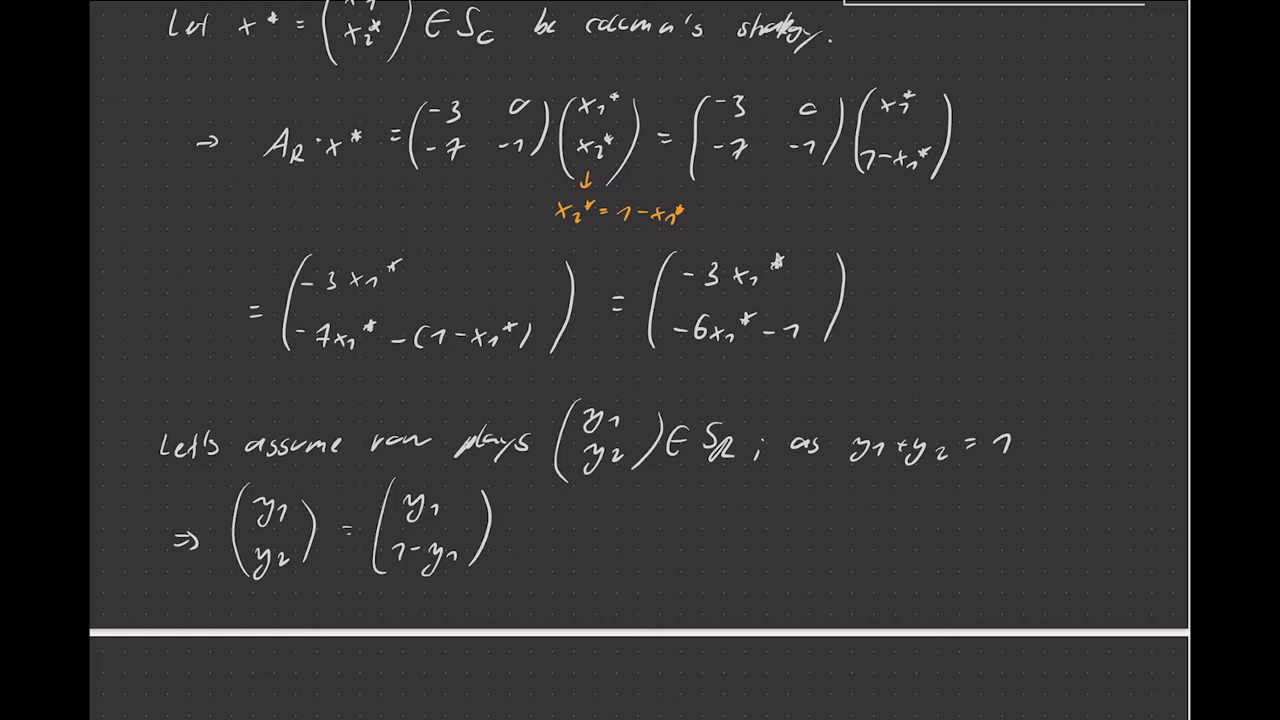 Let x* = (x1* x2*) ∈ Sc be column's strategy.
⇒ A_R · x* = (-3 0; -7 -1)(x1*; x2*) = (-3 0; -7 -1)(x1*; 1-x1*)
↓
x2* = 1-x1*
= (-3x1*; -7x1* - (1-x1*)) = (-3x1*; -6x1* - 1)
Let's assume row plays (y1; y2) ∈ S_R; as y1+y2 = 1
⇒ (y1; y2) = (y1; 1-y1)